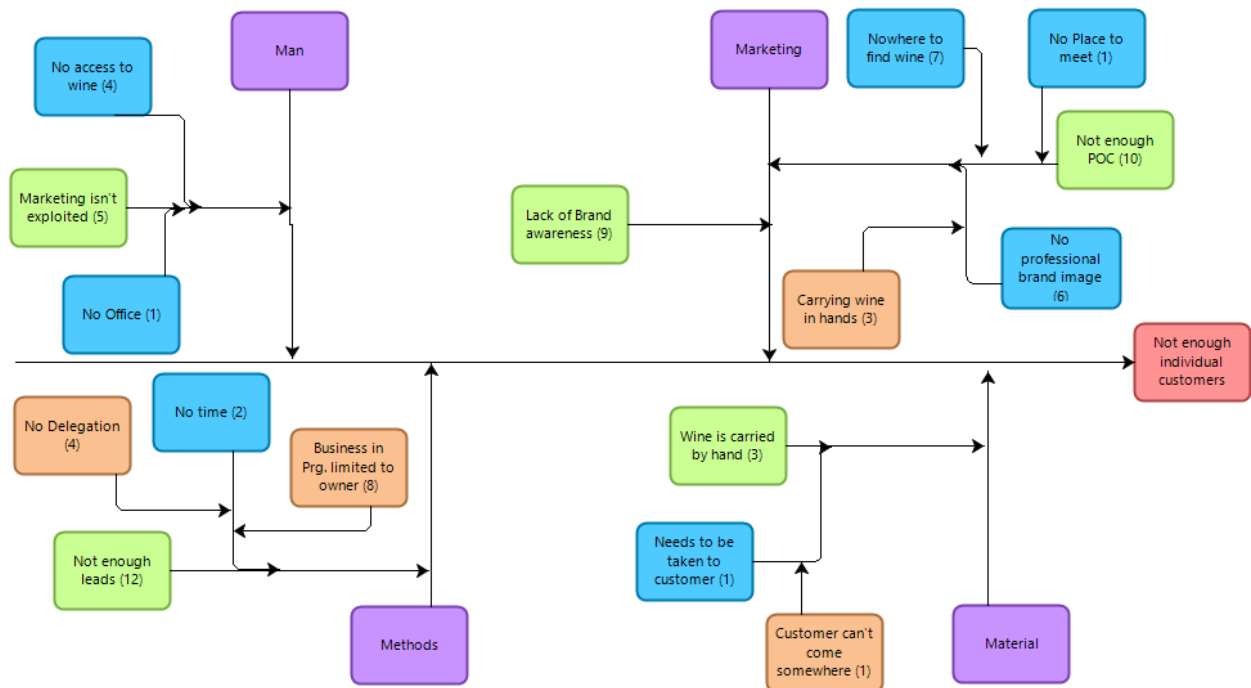 Man
No access to
wine (4)
Marketing isn't
exploited (5)
No Office (1)
Marketing
Nowhere to
find wine (7)
No Place to
meet (1)
Not enough
POC (10)
Lack of Brand
awareness (9)
No
professional
brand image
(6)
Carrying wine
in hands (3)
Not enough
individual
customers
No Delegation
(4)
No time (2)
Business in
Prg. limited to
owner (8)
Not enough
leads (12)
Methods
Wine is carried
by hand (3)
Needs to be
taken to
customer (1)
Customer can't
come
somewhere (1)
Material